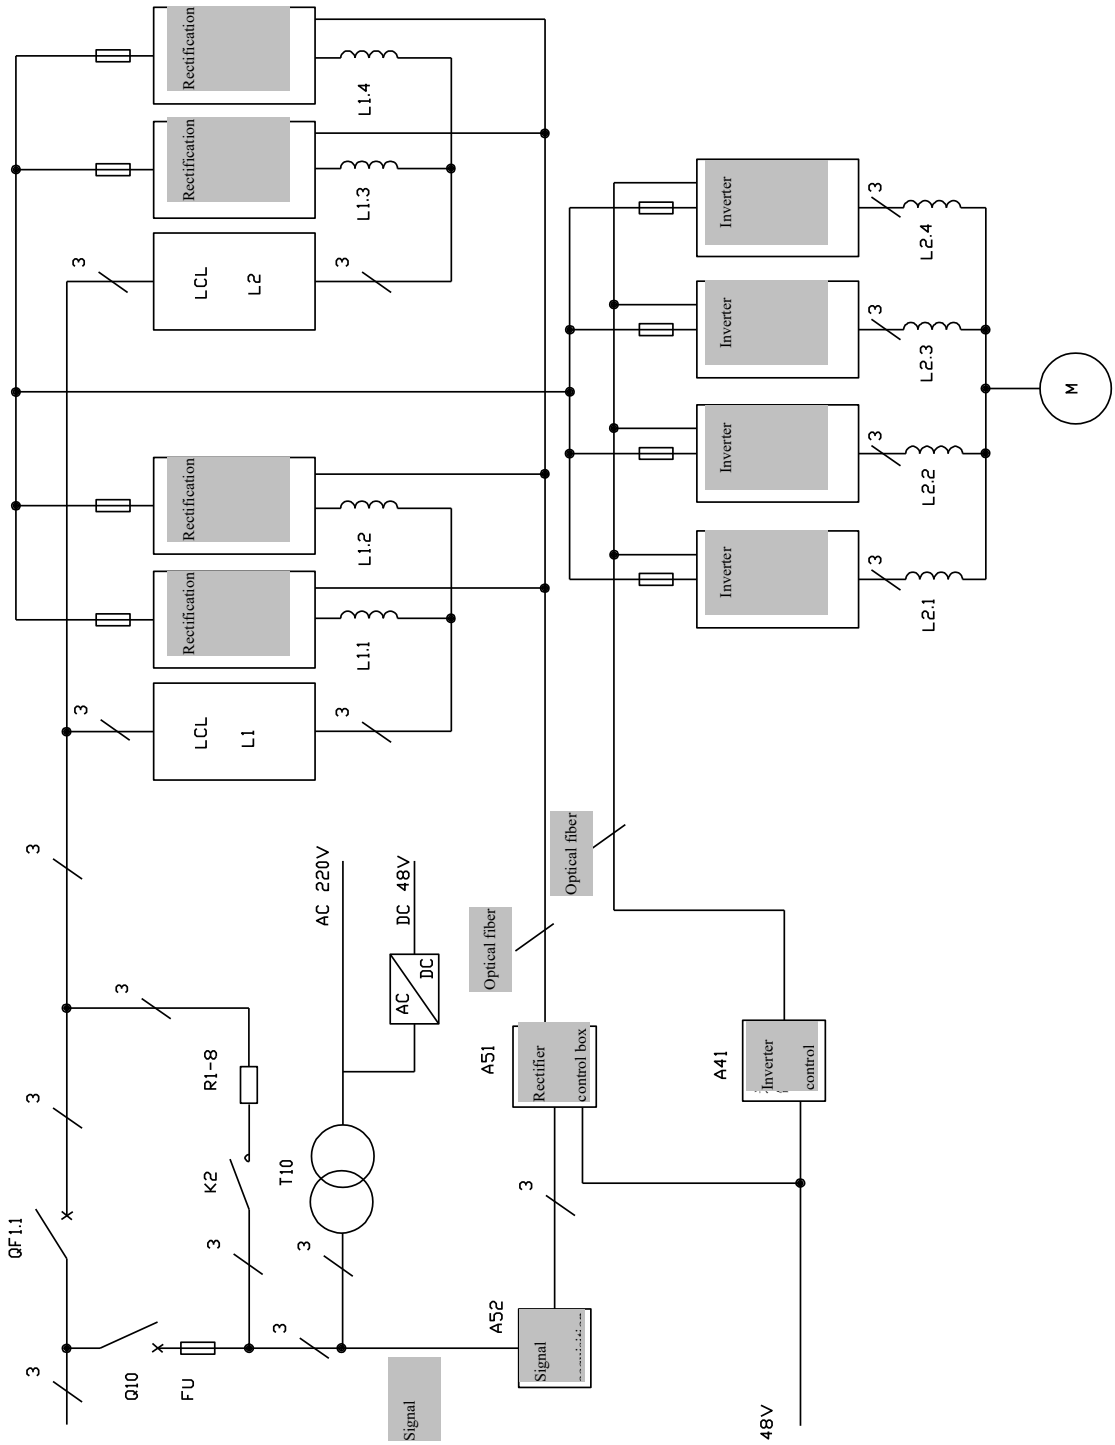 QF1.1
3
3
3
Q10
FU
3
K2
R1-8
3
3
3
T10
AC 220V
AC
DC
DC 48V
Signal
A52
Signal
3
A51
Rectifier
control box
Optical fiber
Optical fiber
A41
Inverter
control
48V
3
LCL
L1
3
Rectification
L1.1
Rectification
L1.2
3
LCL
L2
3
Rectification
L1.3
Rectification
L1.4
Inverter
3
L2.1
Inverter
3
L2.2
Inverter
3
L2.3
Inverter
3
L2.4
M